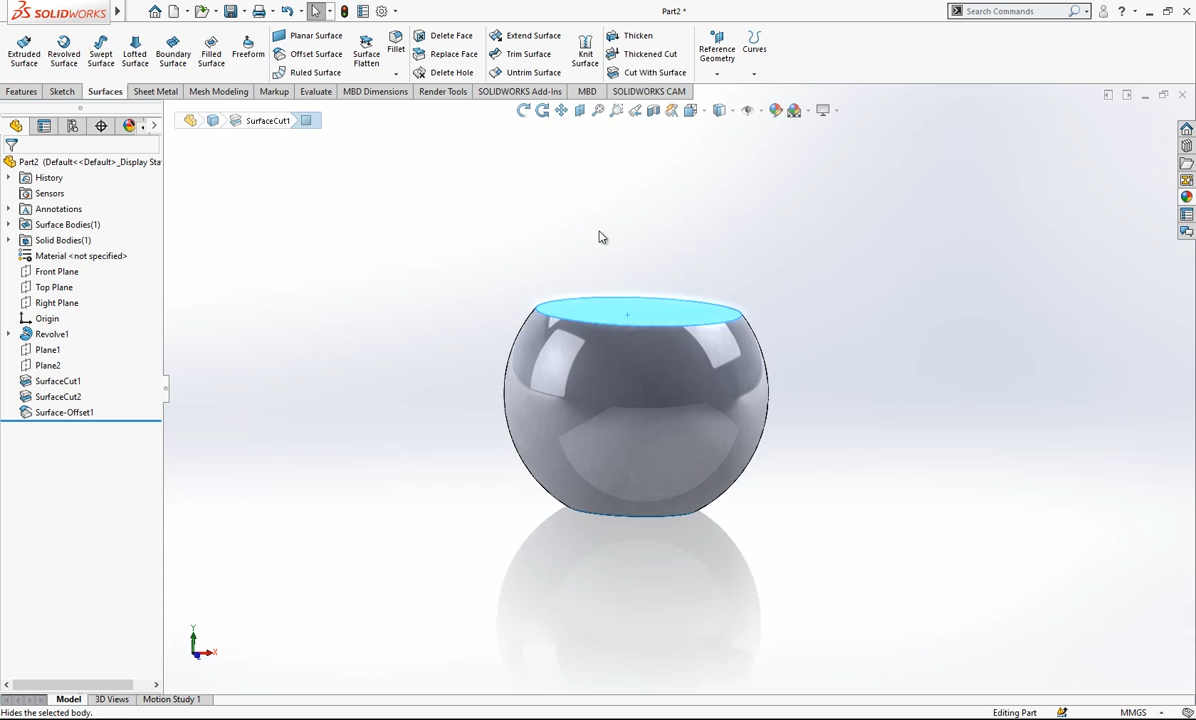 SOLIDWORKS
Part2 *
Search Commands
Extruded Surface
Revolved Surface
Swept Surface
Lofted Surface
Boundary Surface
Filled Surface
Freeform
Planar Surface
Offset Surface
Ruled Surface
Surface Flatten
Fillet
Delete Face
Replace Face
Delete Hole
Extend Surface
Trim Surface
Untrim Surface
Knit Surface
Thicken
Thickened Cut
Cut With Surface
Reference Geometry
Curves
Features
Sketch
Surfaces
Sheet Metal
Mesh Modeling
Markup
Evaluate
MBD Dimensions
Render Tools
SOLIDWORKS Add-Ins
MBD
SOLIDWORKS CAM
SurfaceCut1
Part2 (Default<<Default>_Display Sta
History
Sensors
Annotations
Surface Bodies(1)
Solid Bodies(1)
Material <not specified>
Front Plane
Top Plane
Right Plane
Origin
Revolve1
Plane1
Plane2
SurfaceCut1
SurfaceCut2
Surface-Offset1
Y
X
Model
3D Views
Motion Study 1
Hides the selected body.
Editing Part
MMGS